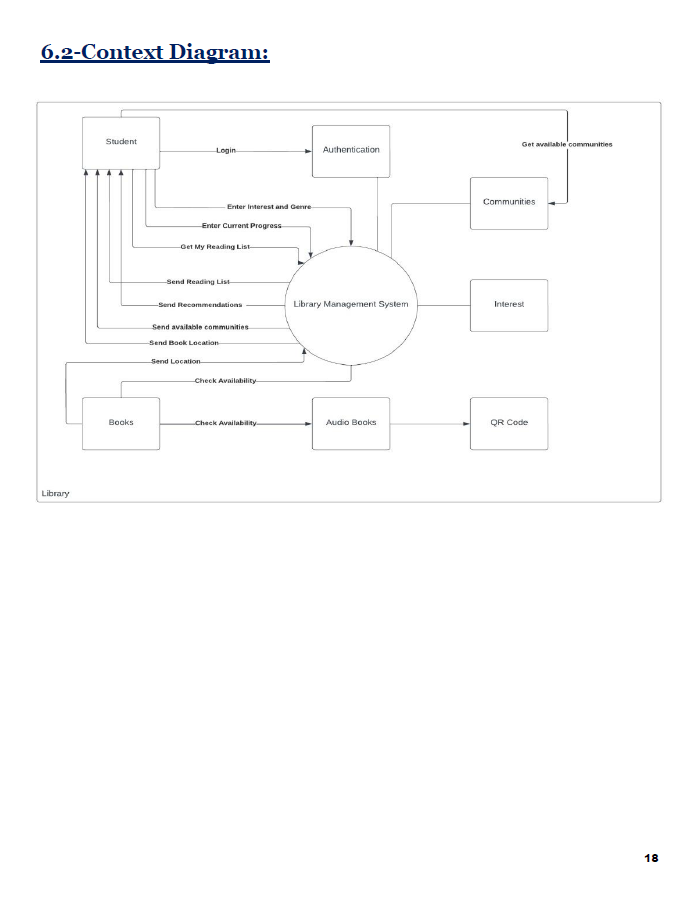 6.2-Context Diagram:
Student
Login
Authentication
Get available communities
Communities
Enter Interest and Genre
Enter Current Progress
Get My Reading List
Send Reading List
Send Recommendations
Library Management System
Interest
Send available communities
Send Book Location
Send Location
Check Availability
Books
Check Availability
Audio Books
QR Code
Library
18